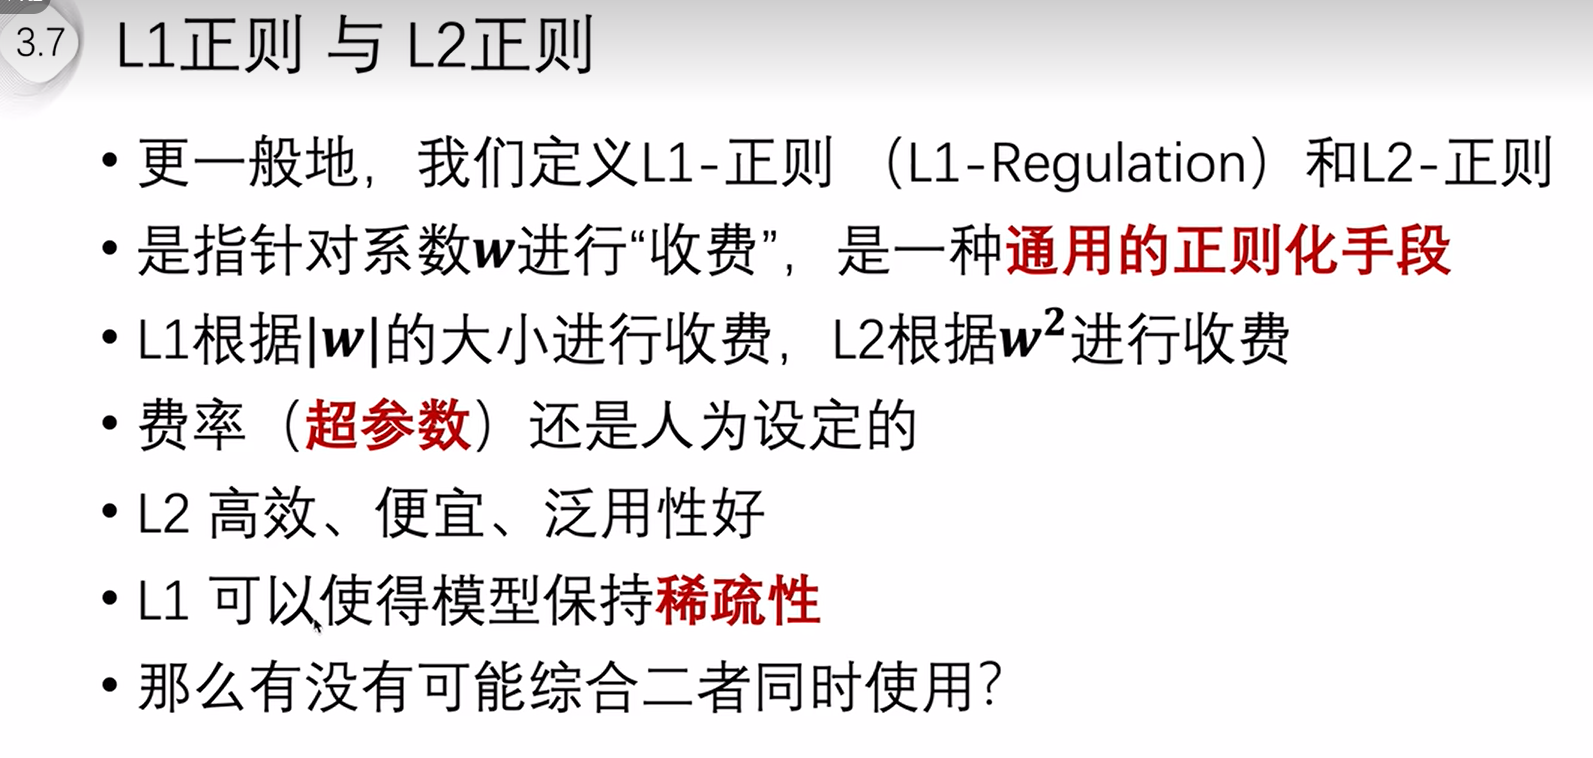 3.7
L1正则 与 L2正则
• 更一般地，我们定义L1-正则 （L1-Regulation）和L2-正则
• 是指针对系数w进行“收费”，是一种通用的正则化手段
• L1根据|w|的大小进行收费，L2根据w²进行收费
• 费率（超参数）还是人为设定的
• L2 高效、便宜、泛用性好
• L1 可以使得模型保持稀疏性
• 那么有没有可能综合二者同时使用？